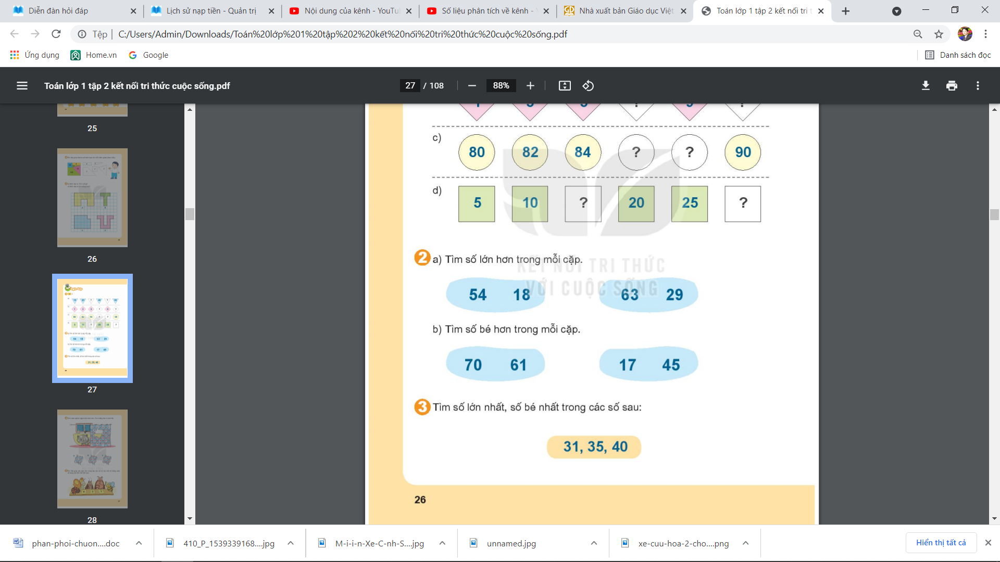 Diễn đàn hỏi đáp
Lịch sử nạp tiền - Quản trị
Nội dung của kênh - YouTu
Số liệu phân tích về kênh -
Nhà xuất bản Giáo dục Việt
Toán lớp 1 tập 2 kết nối tri t
Tệp | C:/Users/Admin/Downloads/Toán%20lớp%201%20tập%202%20kết%20nối%20tri%20thức%20cuộc%20sống.pdf
Ứng dụng
Home.vn
Google
Danh sách đọc
Toán lớp 1 tập 2 kết nối tri thức cuộc sống.pdf
27 / 108
88%
25
26
27
28
c) 80 82 84 ? ? 90
d) 5 10 ? 20 25 ?
KẾT NỐI TRI THỨC
VỚI CUỘC SỐNG
2 a) Tìm số lớn hơn trong mỗi cặp.
54 18 63 29
b) Tìm số bé hơn trong mỗi cặp.
70 61 17 45
3 Tìm số lớn nhất, số bé nhất trong các số sau:
31, 35, 40
26
phan-phoi-chuon....doc
410_P_1539339168....jpg
M-i-i-n-Xe-C-nh-S....jpg
unnamed.jpg
xe-cuu-hoa-2-cho....png
Hiển thị tất cả